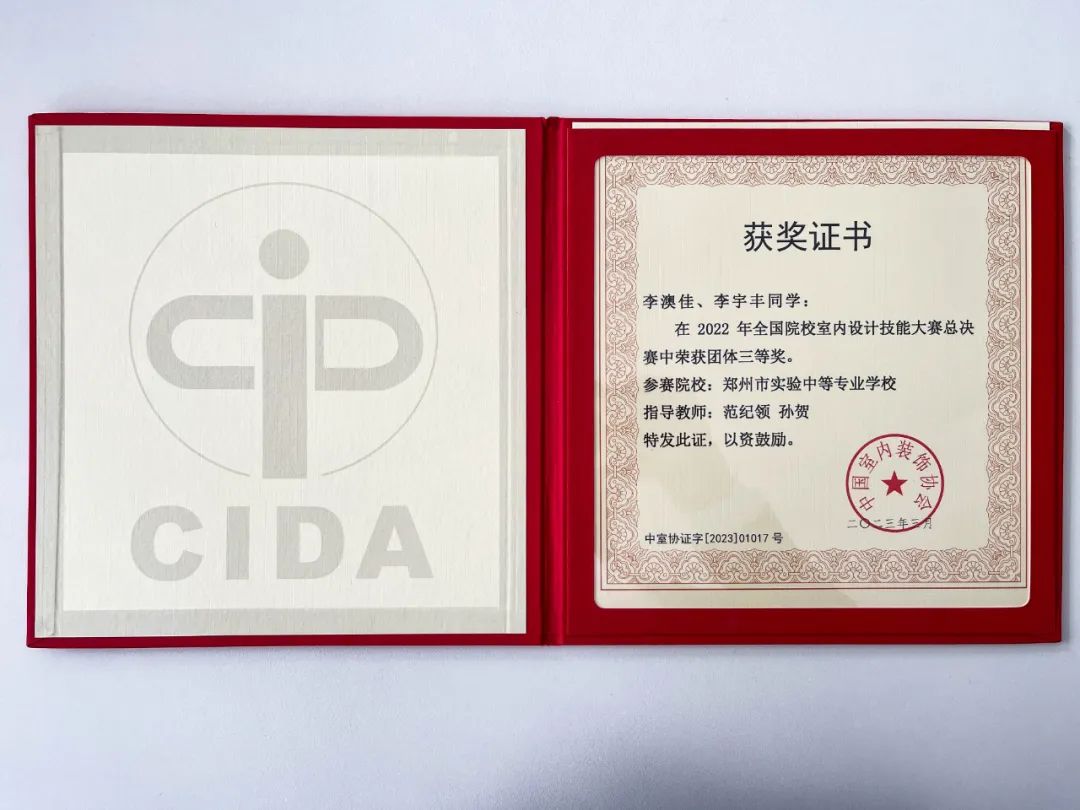 CID
CIDA
获奖证书
李澳佳、李宇丰同学：
在 2022 年全国院校室内设计技能大赛总决
赛中荣获团体三等奖。
参赛院校：郑州市实验中等专业学校
指导教师：范纪领 孙贺
特发此证，以资鼓励。
中国室内装饰协会
二〇二三年三月
中室协证字[2023]01017 号